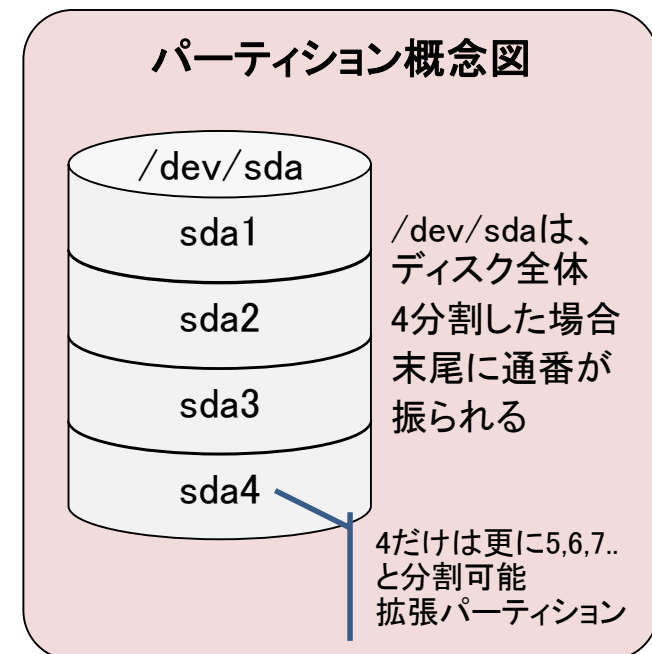 パーティション概念図
/dev/sda
sda1
sda2
sda3
sda4
/dev/sdaは、
ディスク全体
4分割した場合
末尾に通番が
振られる
4だけは更に5,6,7..
と分割可能
拡張パーティション